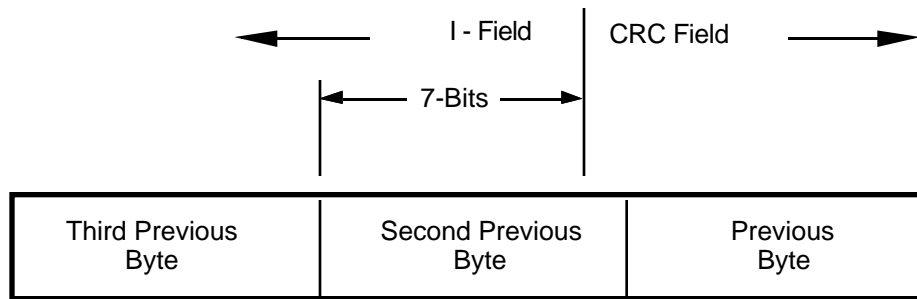 I - Field
CRC Field
7-Bits
Third Previous
Byte
Second Previous
Byte
Previous
Byte